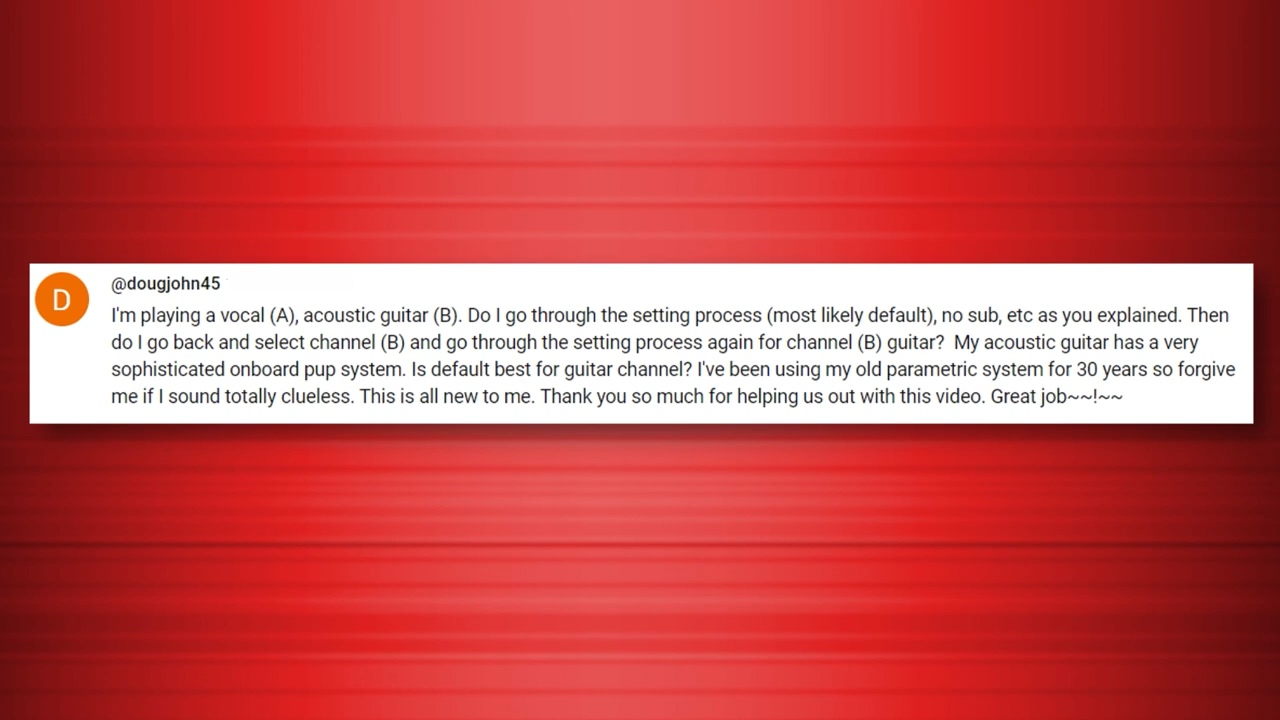 D
@dougjohn45
I'm playing a vocal (A), acoustic guitar (B). Do I go through the setting process (most likely default), no sub, etc as you explained. Then
do I go back and select channel (B) and go through the setting process again for channel (B) guitar?  My acoustic guitar has a very
sophisticated onboard pup system. Is default best for guitar channel? I've been using my old parametric system for 30 years so forgive
me if I sound totally clueless. This is all new to me. Thank you so much for helping us out with this video. Great job~~!~~